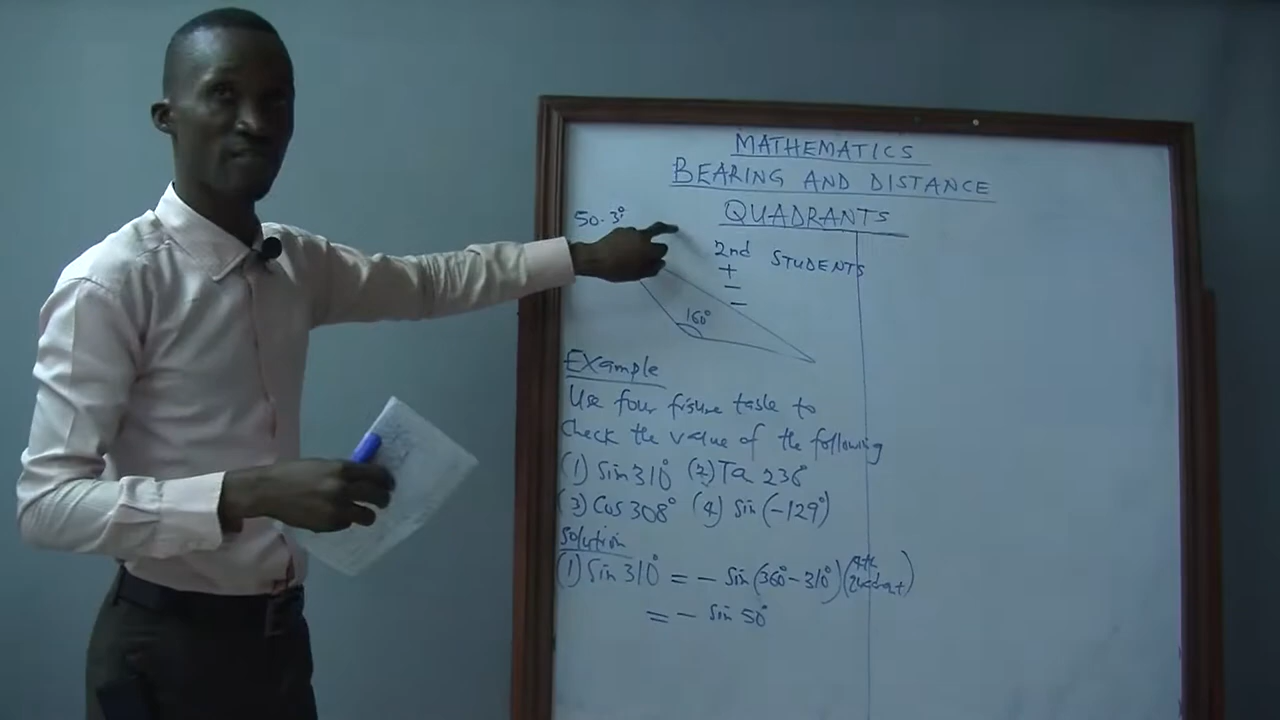 MATHEMATICS
BEARING AND DISTANCE
QUADRANTS
50.3°
2nd STUDENTS
+
-
-
160°
Example
Use four figure table to
Check the value of the following
(1) Sin 310° (2) Ta 236°
(3) Cos 308° (4) Sin (-129°)
Solution
(1) Sin 310° = - Sin (360° - 310°) (4th Quadrant)
= - Sin 50°